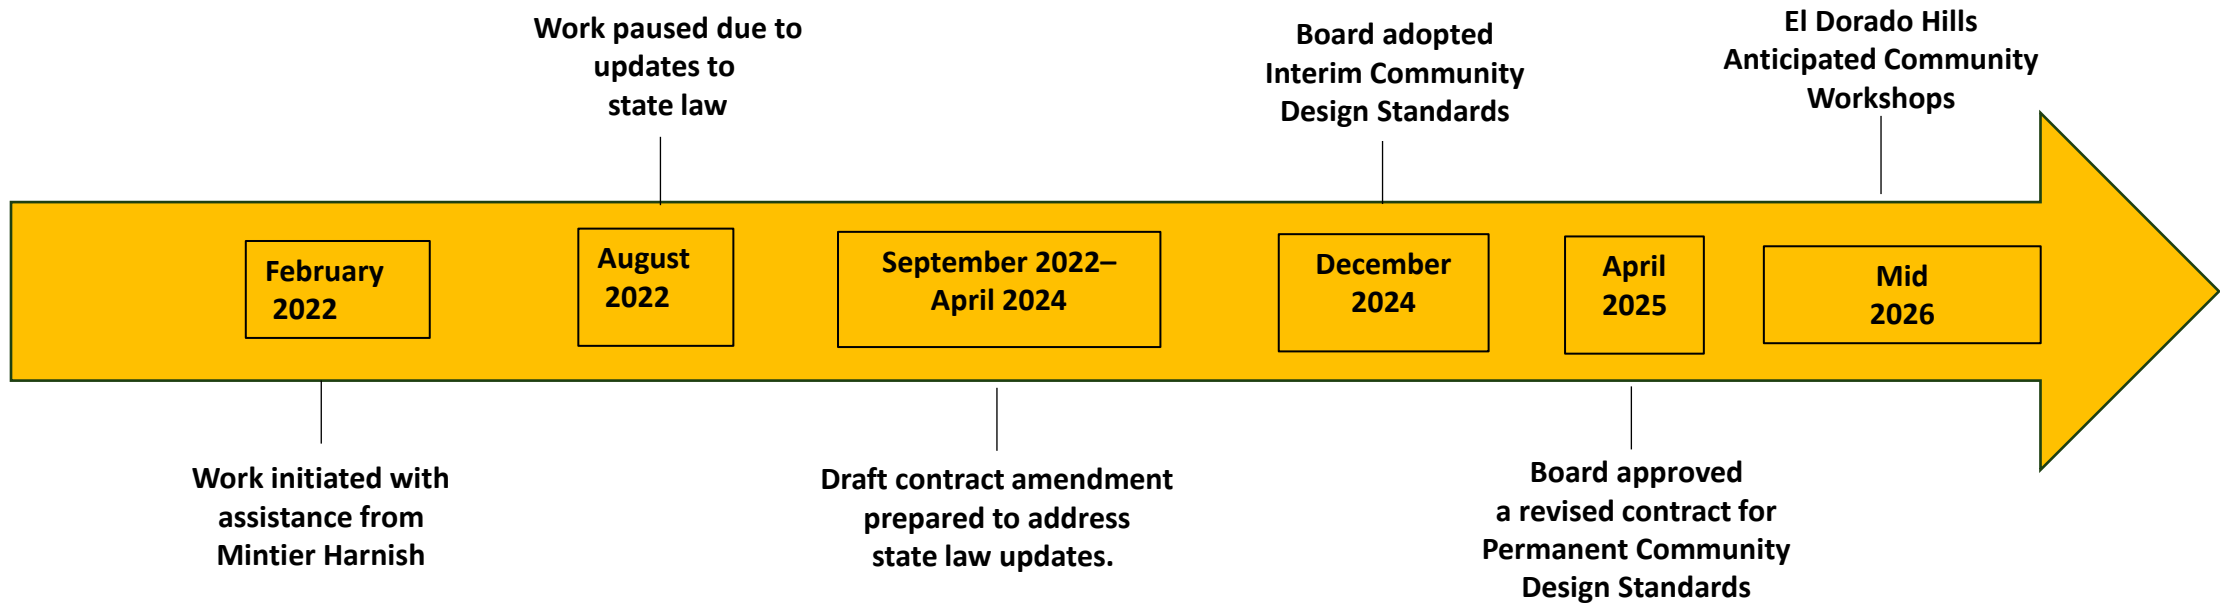 Work paused due to
updates to
state law
Board adopted
Interim Community
Design Standards
El Dorado Hills
Anticipated Community
Workshops
February
2022
August
2022
September 2022–
April 2024
December
2024
April
2025
Mid
2026
Work initiated with
assistance from
Mintier Harnish
Draft contract amendment
prepared to address
state law updates.
Board approved
a revised contract for
Permanent Community
Design Standards